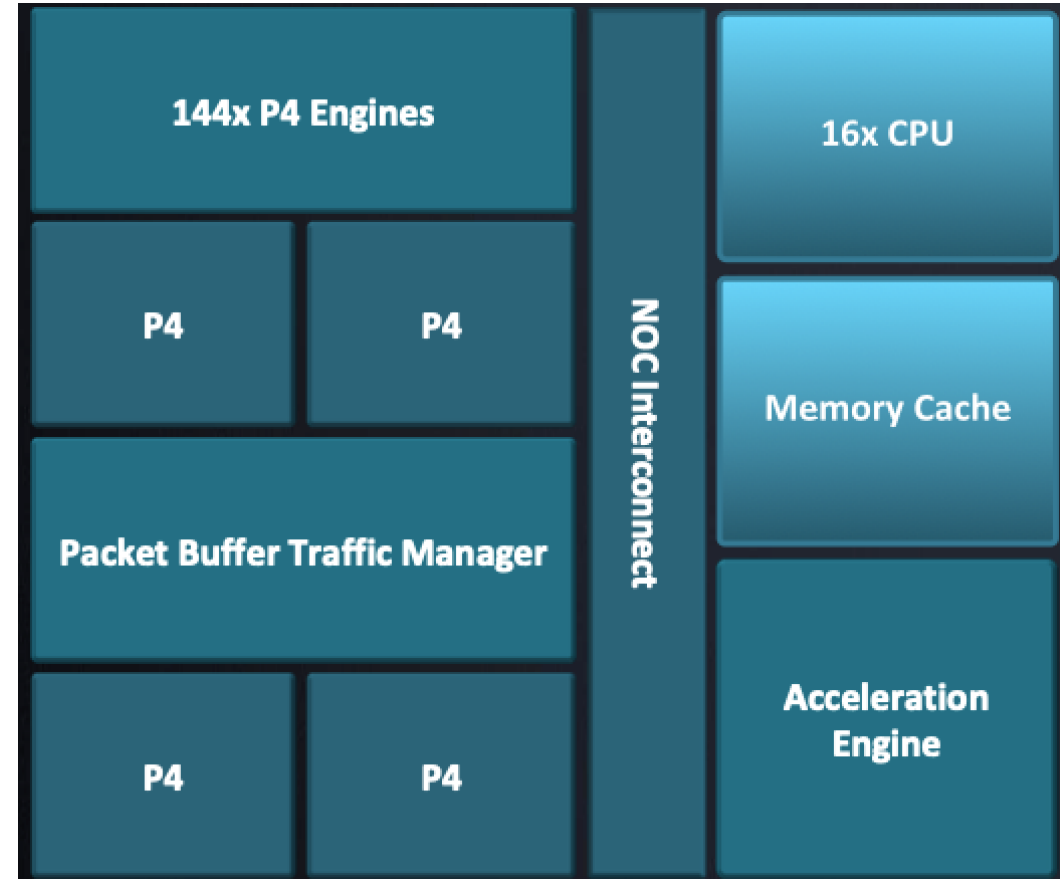 144x P4 Engines
P4
P4
Packet Buffer Traffic Manager
P4
P4
NOC Interconnect
16x CPU
Memory Cache
Acceleration
Engine